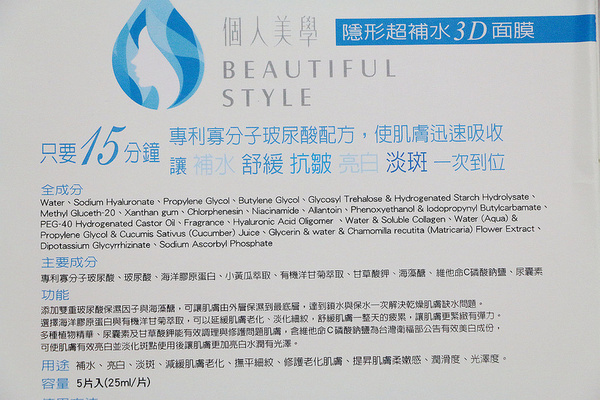 個人美學
隱形超補水3D面膜
BEAUTIFUL
STYLE
只要15分鐘
專利寡分子玻尿酸配方，使肌膚迅速吸收
讓 補水 舒緩 抗皺 亮白 淡斑 一次到位
全成分
Water、Sodium Hyaluronate、Propylene Glycol、Butylene Glycol、Glycosyl Trehalose & Hydrogenated Starch Hydrolysate、
Methyl Gluceth-20、Xanthan gum、Chlorphenesin、Niacinamide、Allantoin、Phenoxyethanol & Iodopropynyl Butylcarbamate、
PEG-40 Hydrogenated Castor Oil、Fragrance、Hyaluronic Acid Oligomer、Water & Soluble Collagen、Water (Aqua) &
Propylene Glycol & Cucumis Sativus (Cucumber) Juice、Glycerin & water & Chamomilla recutita (Matricaria) Flower Extract、
Dipotassium Glycyrrhizinate、Sodium Ascorbyl Phosphate
主要成分
專利寡分子玻尿酸、玻尿酸、海洋膠原蛋白、小黃瓜萃取、有機洋甘菊萃取、甘草酸鉀、海藻醣、維他命C磷酸鈉鹽、尿囊素
功能
添加雙重玻尿酸保濕因子與海藻醣，可讓肌膚由外層保濕到最底層，達到鎖水與保水一次解決乾燥肌膚缺水問題。
選擇海洋膠原蛋白與有機洋甘菊萃取，可以延緩肌膚老化、淡化細紋，舒緩肌膚一整天的疲累，讓肌膚更緊緻有彈力。
多種植物精華、尿囊素及甘草酸鉀能有效調理與修護問題肌膚，含維他命C磷酸鈉鹽為台灣衛福部公告有效美白成份，
可使肌膚有效亮白並淡化斑點使用後讓肌膚更加亮白水潤有光澤。
用途 補水、亮白、淡斑、減緩肌膚老化、撫平細紋、修護老化肌膚、提昇肌膚柔嫩感、潤滑度、光澤度。
容量 5片入(25ml/片)